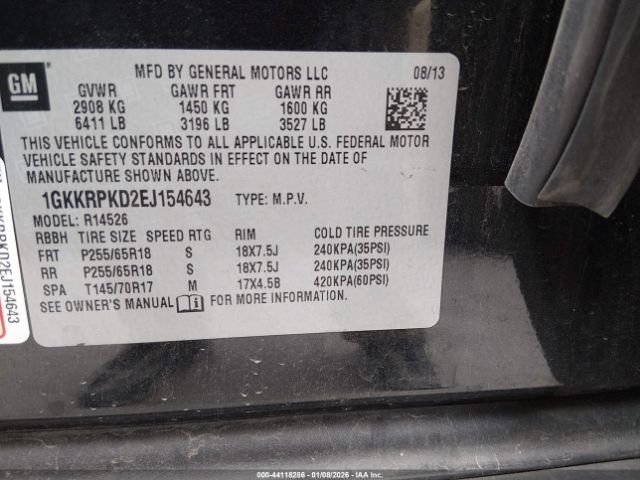 GM
MFD BY GENERAL MOTORS LLC 08/13
GVWR GAWR FRT GAWR RR
2908 KG 1450 KG 1600 KG
6411 LB 3196 LB 3527 LB
THIS VEHICLE CONFORMS TO ALL APPLICABLE U.S. FEDERAL MOTOR
VEHICLE SAFETY STANDARDS IN EFFECT ON THE DATE OF
MANUFACTURE SHOWN ABOVE.
1GKKRPKD2EJ154643 TYPE: M.P.V.
MODEL: R14526
RBBH TIRE SIZE SPEED RTG RIM COLD TIRE PRESSURE
FRT P255/65R18 S 18X7.5J 240KPA(35PSI)
RR P255/65R18 S 18X7.5J 240KPA(35PSI)
SPA T145/70R17 M 17X4.5B 420KPA(60PSI)
SEE OWNER'S MANUAL FOR MORE INFORMATION.
000-44118286 - 01/08/2026 - IAAI.COM